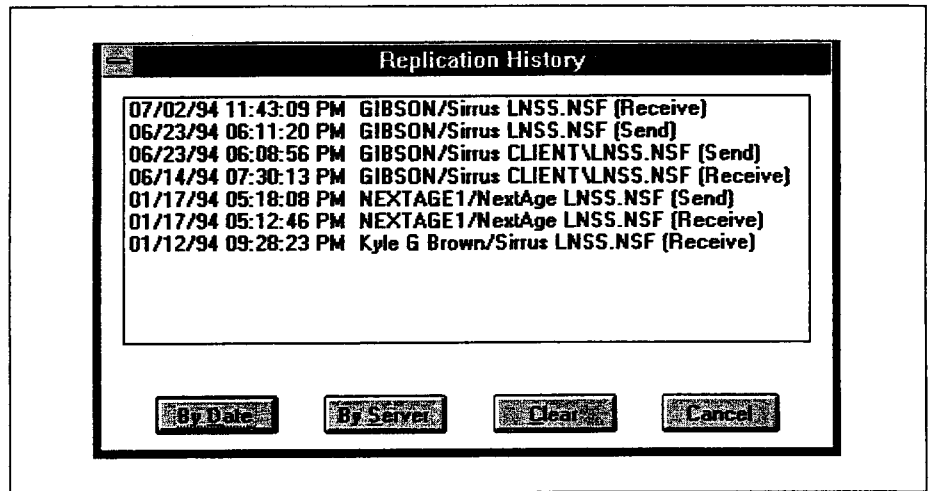 Replication History
07/02/94 11:43:09 PM GIBSON/Sirrus LNSS.NSF (Receive)
06/23/94 06:11:20 PM GIBSON/Sirrus LNSS.NSF (Send)
06/23/94 06:08:56 PM GIBSON/Sirrus CLIENT\LNSS.NSF (Send)
06/14/94 07:30:13 PM GIBSON/Sirrus CLIENT\LNSS.NSF (Receive)
01/17/94 05:18:08 PM NEXTAGE1/NextAge LNSS.NSF (Send)
01/17/94 05:12:46 PM NEXTAGE1/NextAge LNSS.NSF (Receive)
01/12/94 09:28:23 PM Kyle G Brown/Sirrus LNSS.NSF (Receive)
By Date By Server Clear Cancel